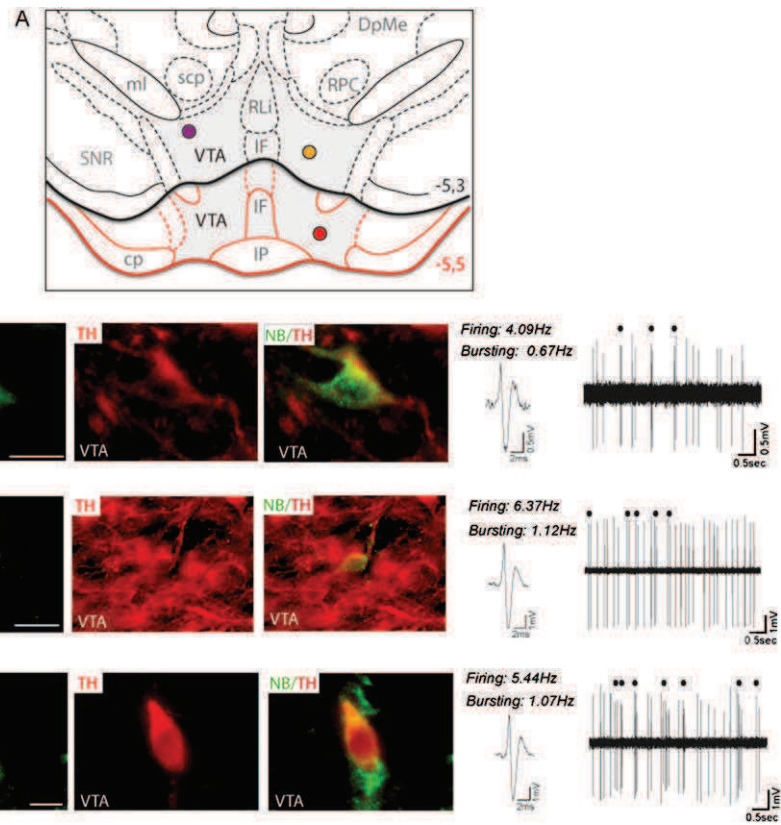 A
DpMe
ml
scp
RPC
RLi
SNR
VTA
IF
-5,3
VTA
IF
cp
IP
-5,5
TH
NB/TH
VTA
VTA
Firing: 4.09Hz
Bursting: 0.67Hz
0.5mV
0.5mV
0.5sec
TH
NB/TH
VTA
VTA
Firing: 6.37Hz
Bursting: 1.12Hz
1mV
2ms
1mV
0.5sec
TH
NB/TH
VTA
VTA
Firing: 5.44Hz
Bursting: 1.07Hz
1mV
2ms
1mV
0.5sec